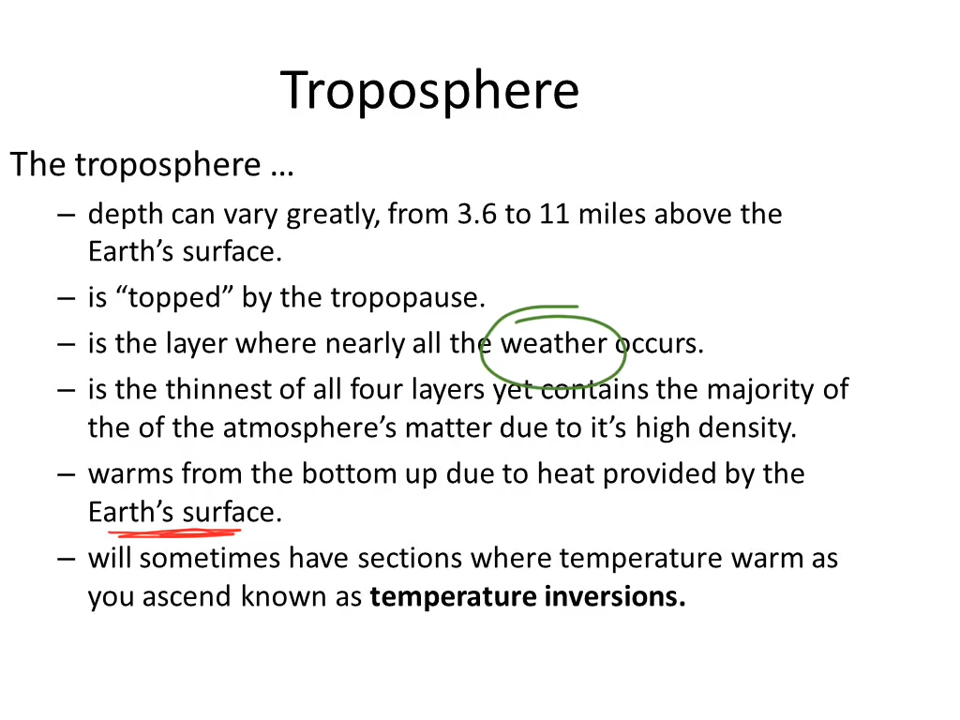 Troposphere
The troposphere …
– depth can vary greatly, from 3.6 to 11 miles above the
Earth’s surface.
– is “topped” by the tropopause.
– is the layer where nearly all the weather occurs.
– is the thinnest of all four layers yet contains the majority of
the of the atmosphere’s matter due to it’s high density.
– warms from the bottom up due to heat provided by the
Earth’s surface.
– will sometimes have sections where temperature warm as
you ascend known as temperature inversions.